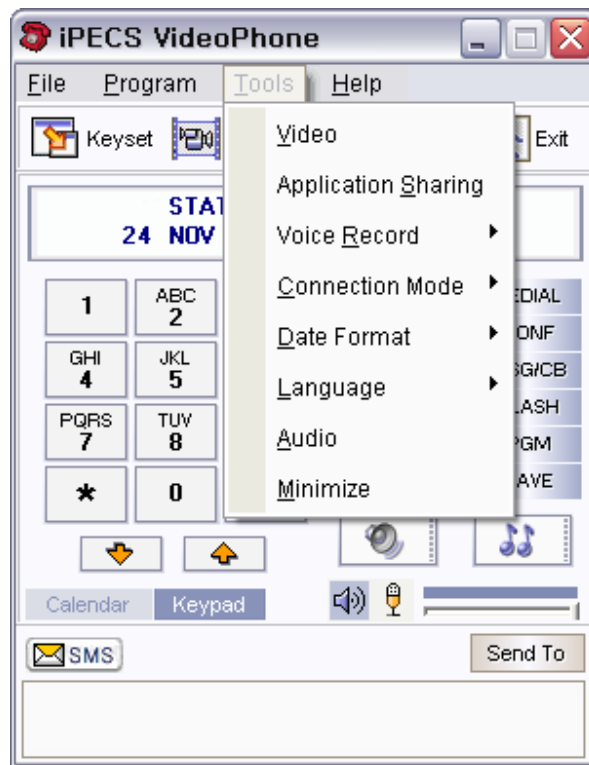 iPECS VideoPhone
File Program Tools Help
Keyset Exit
Video
Application Sharing
Voice Record
Connection Mode
Date Format
Language
Audio
Minimize
24 NOV
1
ABC
2
GHI
4
JKL
5
PQRS
7
TUV
8
*
0
Calendar Keypad
SMS
Send To